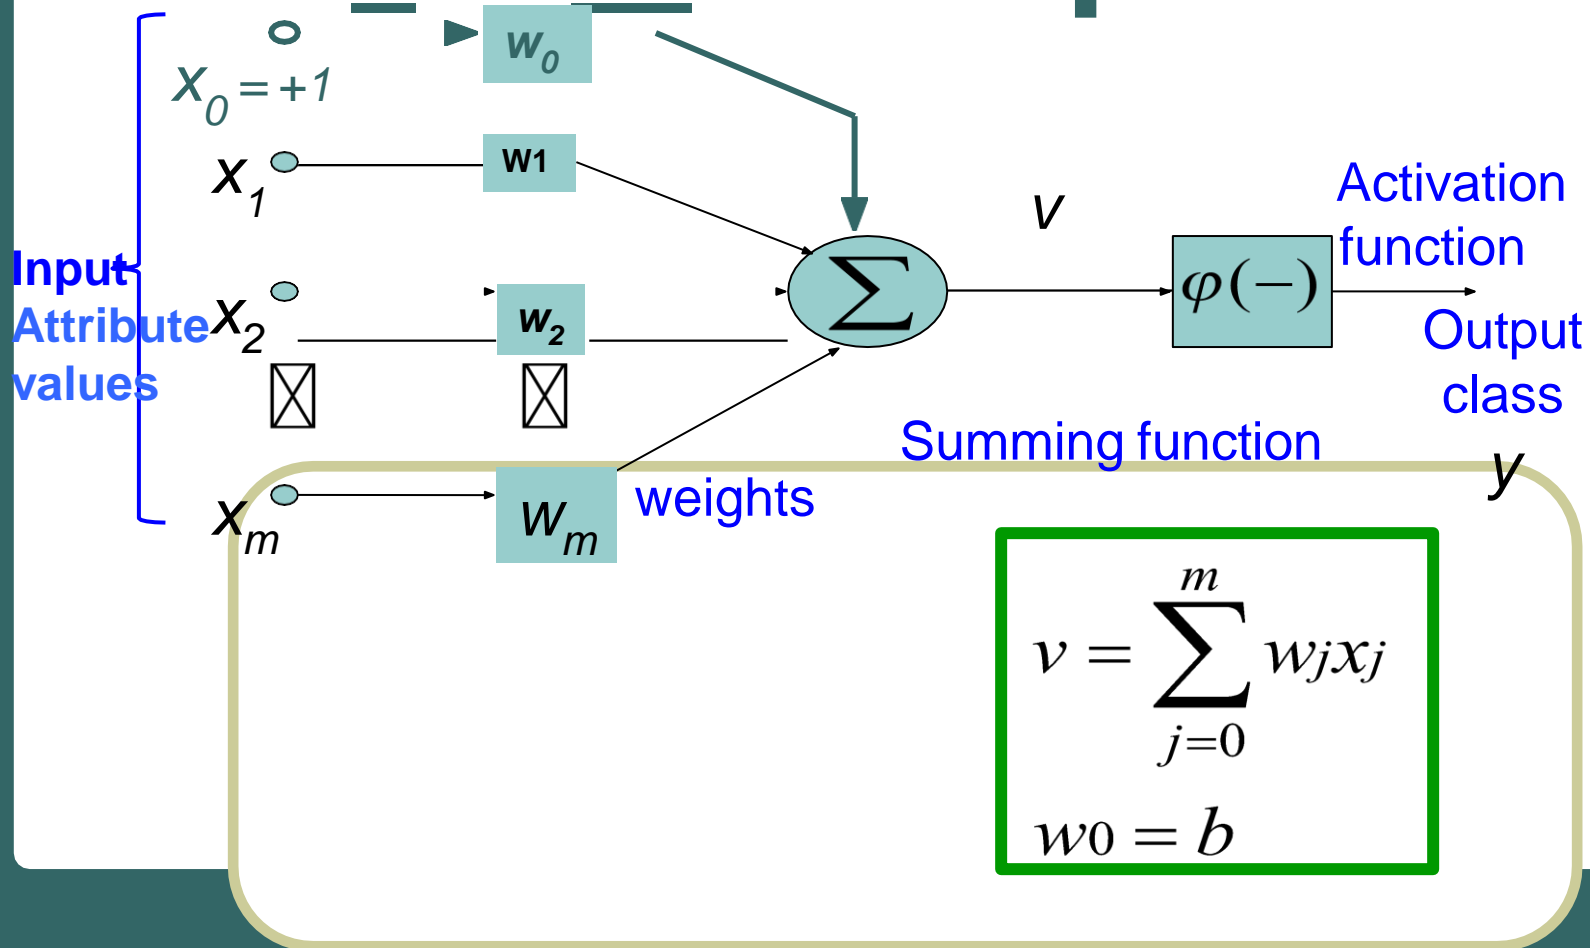 w0
x0 = +1
W1
x1
v
Activation
function
Input
Attribute
values
x2
w2
∑
φ(−)
Output
class
y
Summing function
weights
xm
wm
v = ∑ j=0 m wjxj
w0 = b